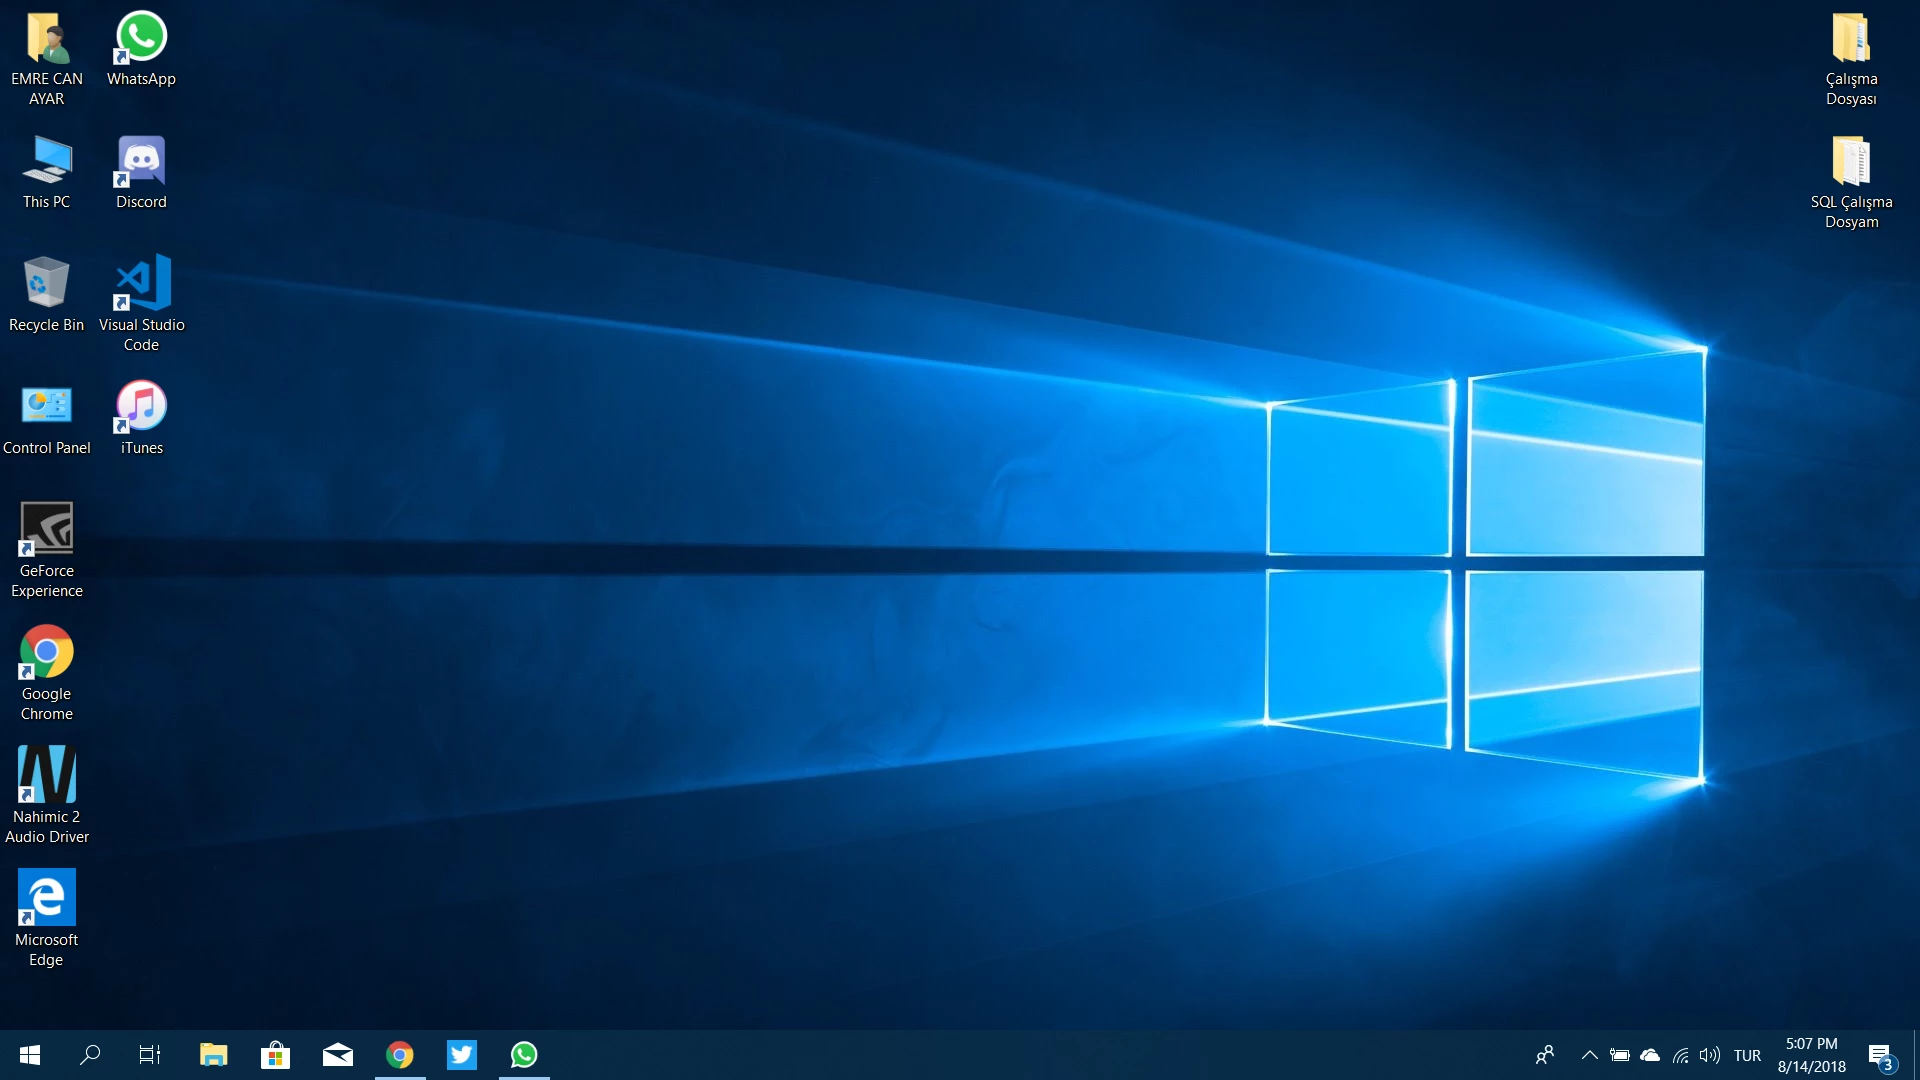 EMRE CAN
AYAR
WhatsApp
Çalışma
Dosyası
This PC
Discord
SQL Çalışma
Dosyam
Recycle Bin
Visual Studio
Code
Control Panel
iTunes
GeForce
Experience
Google
Chrome
Nahimic 2
Audio Driver
Microsoft
Edge
TUR
5:07 PM
8/14/2018
3